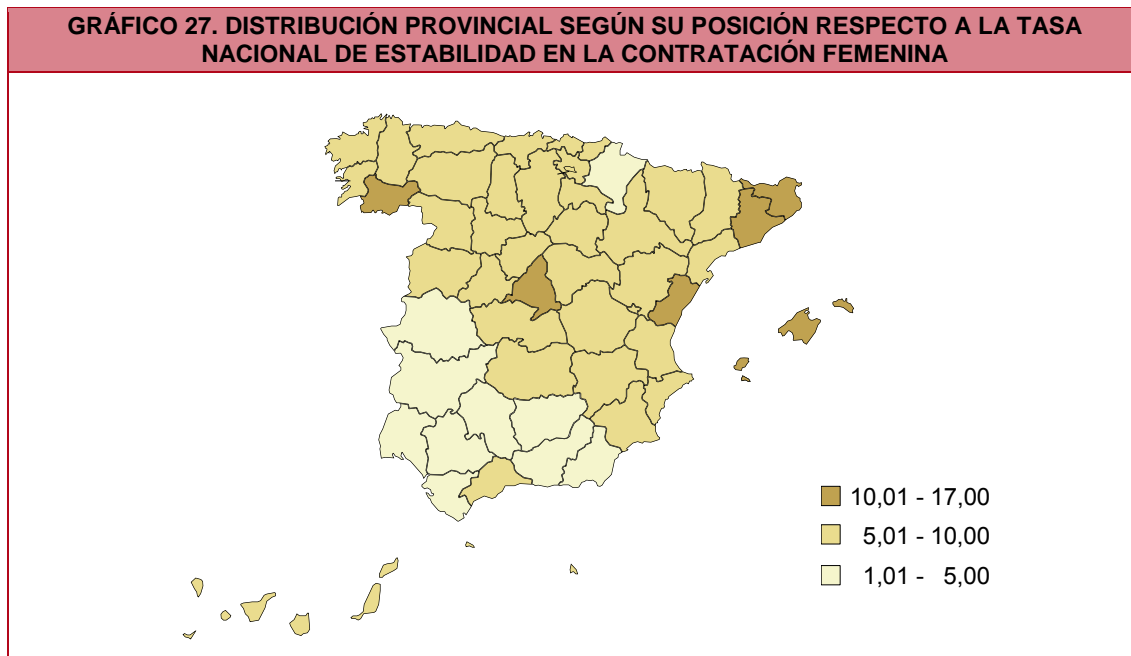 GRÁFICO 27. DISTRIBUCIÓN PROVINCIAL SEGÚN SU POSICIÓN RESPECTO A LA TASA
NACIONAL DE ESTABILIDAD EN LA CONTRATACIÓN FEMENINA
10,01 - 17,00
5,01 - 10,00
1,01 - 5,00